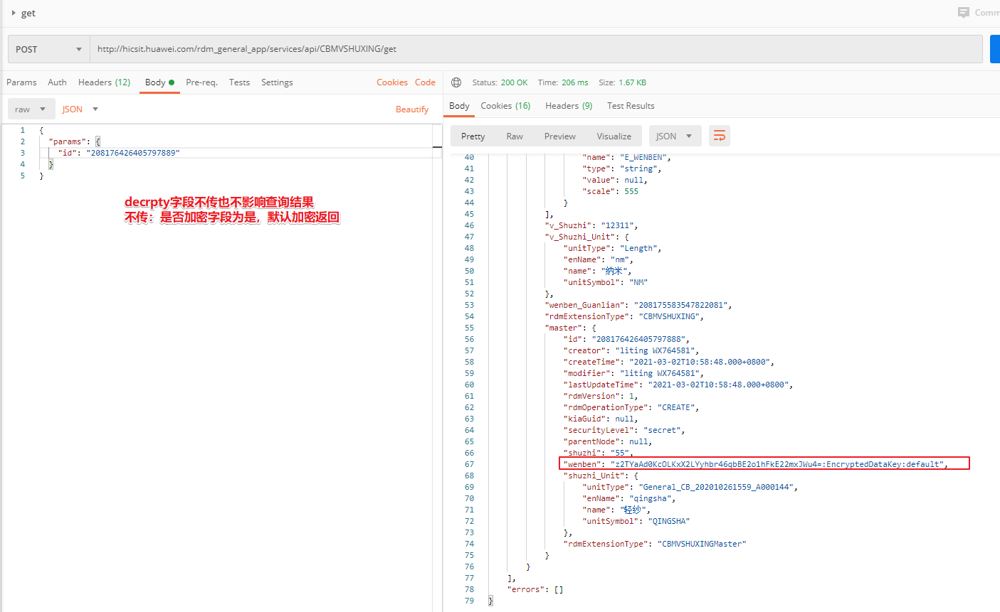 get
Comm
POST
http://hicsit.huawei.com/rdm_general_app/services/api/CBMVSHUXING/get
Params Auth Headers (12) Body Pre-req. Tests Settings Cookies Code
Status: 200 OK Time: 206 ms Size: 1.67 KB
raw JSON Beautify
Body Cookies (16) Headers (9) Test Results
Pretty Raw Preview Visualize JSON
1 {
2 "params": {
3 "id": "208176426405797889"
4 }
5 }
decrpty字段不传也不影响查询结果
不传：是否加密字段为是，默认加密返回
40 "name": "E_WENBEN",
41 "type": "string",
42 "value": null,
43 "scale": 555
44 }
45 ],
46 "v_Shuzhi": "12311",
47 "v_Shuzhi_Unit": {
48 "unitType": "Length",
49 "enName": "nm",
50 "name": "纳米",
51 "unitSymbol": "NM"
52 },
53 "wenben_Guanlian": "208175583547822081",
54 "rdmExtensionType": "CBMVSHUXING",
55 "master": {
56 "id": "208176426405797888",
57 "creator": "liting WX764581",
58 "createTime": "2021-03-02T10:58:48.000+0800",
59 "modifier": "liting WX764581",
60 "lastUpdateTime": "2021-03-02T10:58:48.000+0800",
61 "rdmVersion": 1,
62 "rdmOperationType": "CREATE",
63 "kiaGuid": null,
64 "securityLevel": "secret",
65 "parentNode": null,
66 "shuzhi": "55",
67 "wenben": "z2TYaAd0KcOLKxX2LYyhbr46qbBE2o1hFkE22mxJWu4=:EncryptedDataKey:default",
68 "shuzhi_Unit": {
69 "unitType": "General_CB_202010261559_A000144",
70 "enName": "qingsha",
71 "name": "轻纱",
72 "unitSymbol": "QINGSHA"
73 },
74 "rdmExtensionType": "CBMVSHUXINGMaster"
75 }
76 }
77 ],
78 "errors": []
79 }